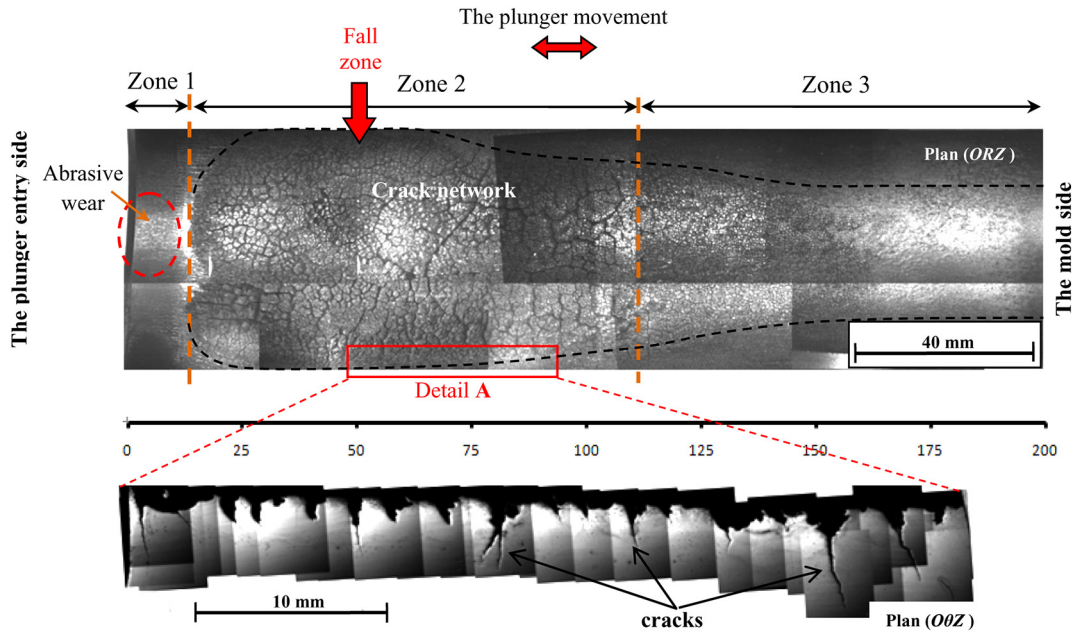 The plunger movement
Fall
zone
Zone 1
Zone 2
Zone 3
The plunger entry side
Abrasive
wear
Crack network
Plan (ORZ )
The mold side
40 mm
Detail A
0 25 50 75 100 125 150 175 200
10 mm
cracks
Plan (OθZ )